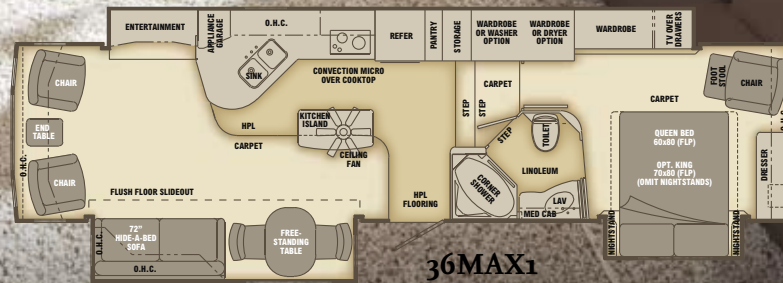 ENTERTAINMENT
APPLIANCE
GARAGE
O.H.C.
REFER
PANTRY
STORAGE
WARDROBE
OR WASHER
OPTION
WARDROBE
OR DRYER
OPTION
WARDROBE
TV OVER
DRAWERS
CHAIR
SINK
CONVECTION MICRO
OVER COOKTOP
CARPET
FOOT
STOOL
CHAIR
O.H.C.
CARPET
STEP
STEP
END
TABLE
HPL
CARPET
KITCHEN
ISLAND
CEILING
FAN
STEP
TOILET
QUEEN BED
60x80 (FLP)
OPT. KING
70x80 (FLP)
(OMIT NIGHTSTANDS)
LINOLEUM
DRESSER
O.H.C.
CHAIR
FLUSH FLOOR SLIDEOUT
HPL
FLOORING
CORNER
SHOWER
LAV
MED CAB
72"
HIDE-A-BED
SOFA
O.H.C.
O.H.C.
FREE-
STANDING
TABLE
NIGHTSTAND
NIGHTSTAND
36MAX1